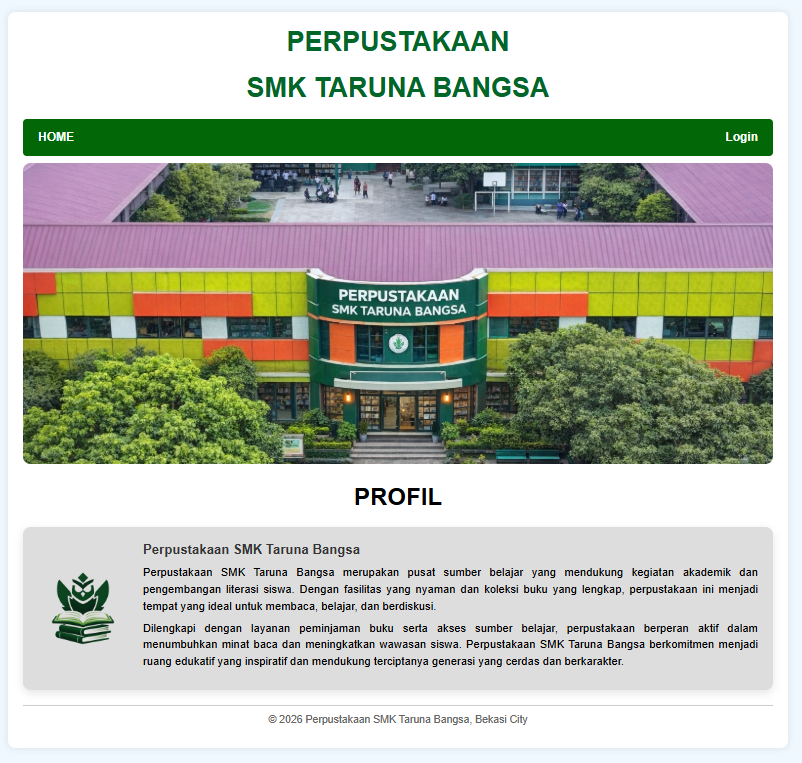 PERPUSTAKAAN
SMK TARUNA BANGSA
HOME Login
PERPUSTAKAAN
SMK TARUNA BANGSA
PROFIL
Perpustakaan SMK Taruna Bangsa
Perpustakaan SMK Taruna Bangsa merupakan pusat sumber belajar yang mendukung kegiatan akademik dan
pengembangan literasi siswa. Dengan fasilitas yang nyaman dan koleksi buku yang lengkap, perpustakaan ini menjadi
tempat yang ideal untuk membaca, belajar, dan berdiskusi.
Dilengkapi dengan layanan peminjaman buku serta akses sumber belajar, perpustakaan berperan aktif dalam
menumbuhkan minat baca dan meningkatkan wawasan siswa. Perpustakaan SMK Taruna Bangsa berkomitmen menjadi
ruang edukatif yang inspiratif dan mendukung terciptanya generasi yang cerdas dan berkarakter.
© 2026 Perpustakaan SMK Taruna Bangsa, Bekasi City